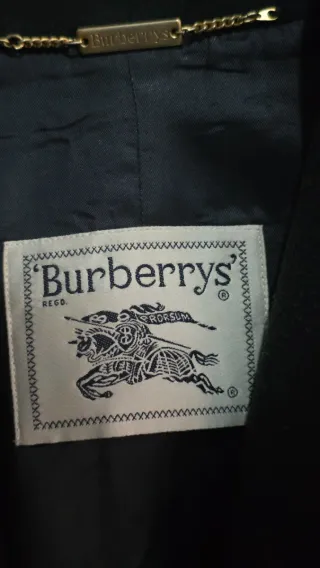 Burberrys
'Burberrys'
REGD. ®
PRORSUM
®